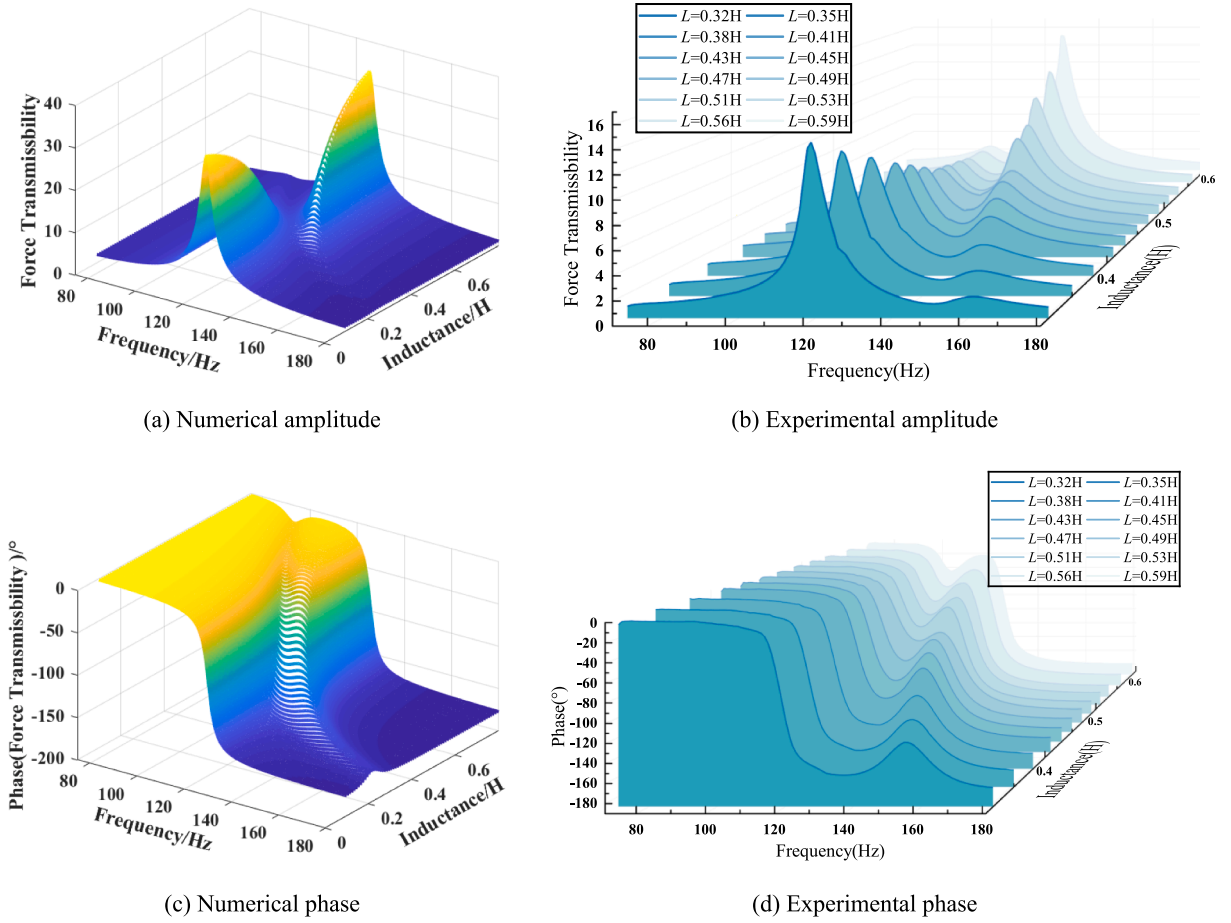 40
30
20
10
0
Force Transmissbility
80
100
120
140
160
180
Frequency/Hz
0
0.2
0.4
0.6
Inductance/H
(a) Numerical amplitude
L=0.32H L=0.35H
L=0.38H L=0.41H
L=0.43H L=0.45H
L=0.47H L=0.49H
L=0.51H L=0.53H
L=0.56H L=0.59H
16
14
12
10
8
6
4
2
0
Force Transmissbility
80 100 120 140 160 180
Frequency(Hz)
0.4
0.5
0.6
Inductance(H)
(b) Experimental amplitude
0
-50
-100
-150
-200
Phase(Force Transmissbility )/°
80
100
120
140
160
180
Frequency/Hz
0
0.2
0.4
0.6
Inductance/H
(c) Numerical phase
L=0.32H L=0.35H
L=0.38H L=0.41H
L=0.43H L=0.45H
L=0.47H L=0.49H
L=0.51H L=0.53H
L=0.56H L=0.59H
0
-20
-40
-60
-80
-100
-120
-140
-160
-180
Phase(°)
80 100 120 140 160 180
Frequency(Hz)
0.4
0.5
0.6
Inductance(H)
(d) Experimental phase